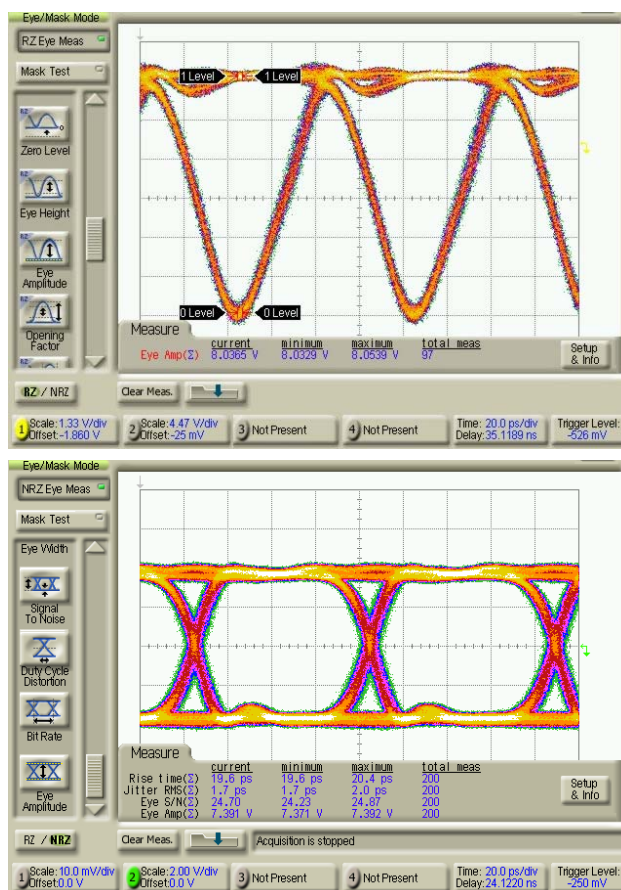 Eye/Mask Mode
RZ Eye Meas
Mask Test
Zero Level
Eye Height
Eye
Amplitude
Opening
Factor
RZ / NRZ
1 Level 1 Level
0 Level 0 Level
Measure
current minimum maximum total meas
Eye Amp(Σ) 8.0365 V 8.0329 V 8.0539 V 97
Setup
& Info
Clear Meas.
1 Scale:1.33 V/div
Offset:-1.860 V
2 Scale:4.47 V/div
Offset:-25 mV
3 Not Present
4 Not Present
Time: 20.0 ps/div
Delay:35.1189 ns
Trigger Level:
-526 mV
Eye/Mask Mode
NRZ Eye Meas
Mask Test
Eye Width
Signal
To Noise
Duty Cycle
Distortion
Bit Rate
Eye
Amplitude
RZ / NRZ
Measure
current minimum maximum total meas
Rise time(Σ) 19.6 ps 19.6 ps 20.4 ps 200
Jitter RMS(Σ) 1.7 ps 1.7 ps 2.0 ps 200
Eye S/N(Σ) 24.70 24.23 24.87 200
Eye Amp(Σ) 7.391 V 7.371 V 7.392 V 200
Setup
& Info
Clear Meas.
Acquisition is stopped
1 Scale:10.0 mV/div
Offset:0.0 V
2 Scale:2.00 V/div
Offset:0.0 V
3 Not Present
4 Not Present
Time: 20.0 ps/div
Delay:24.1220 ns
Trigger Level:
-250 mV